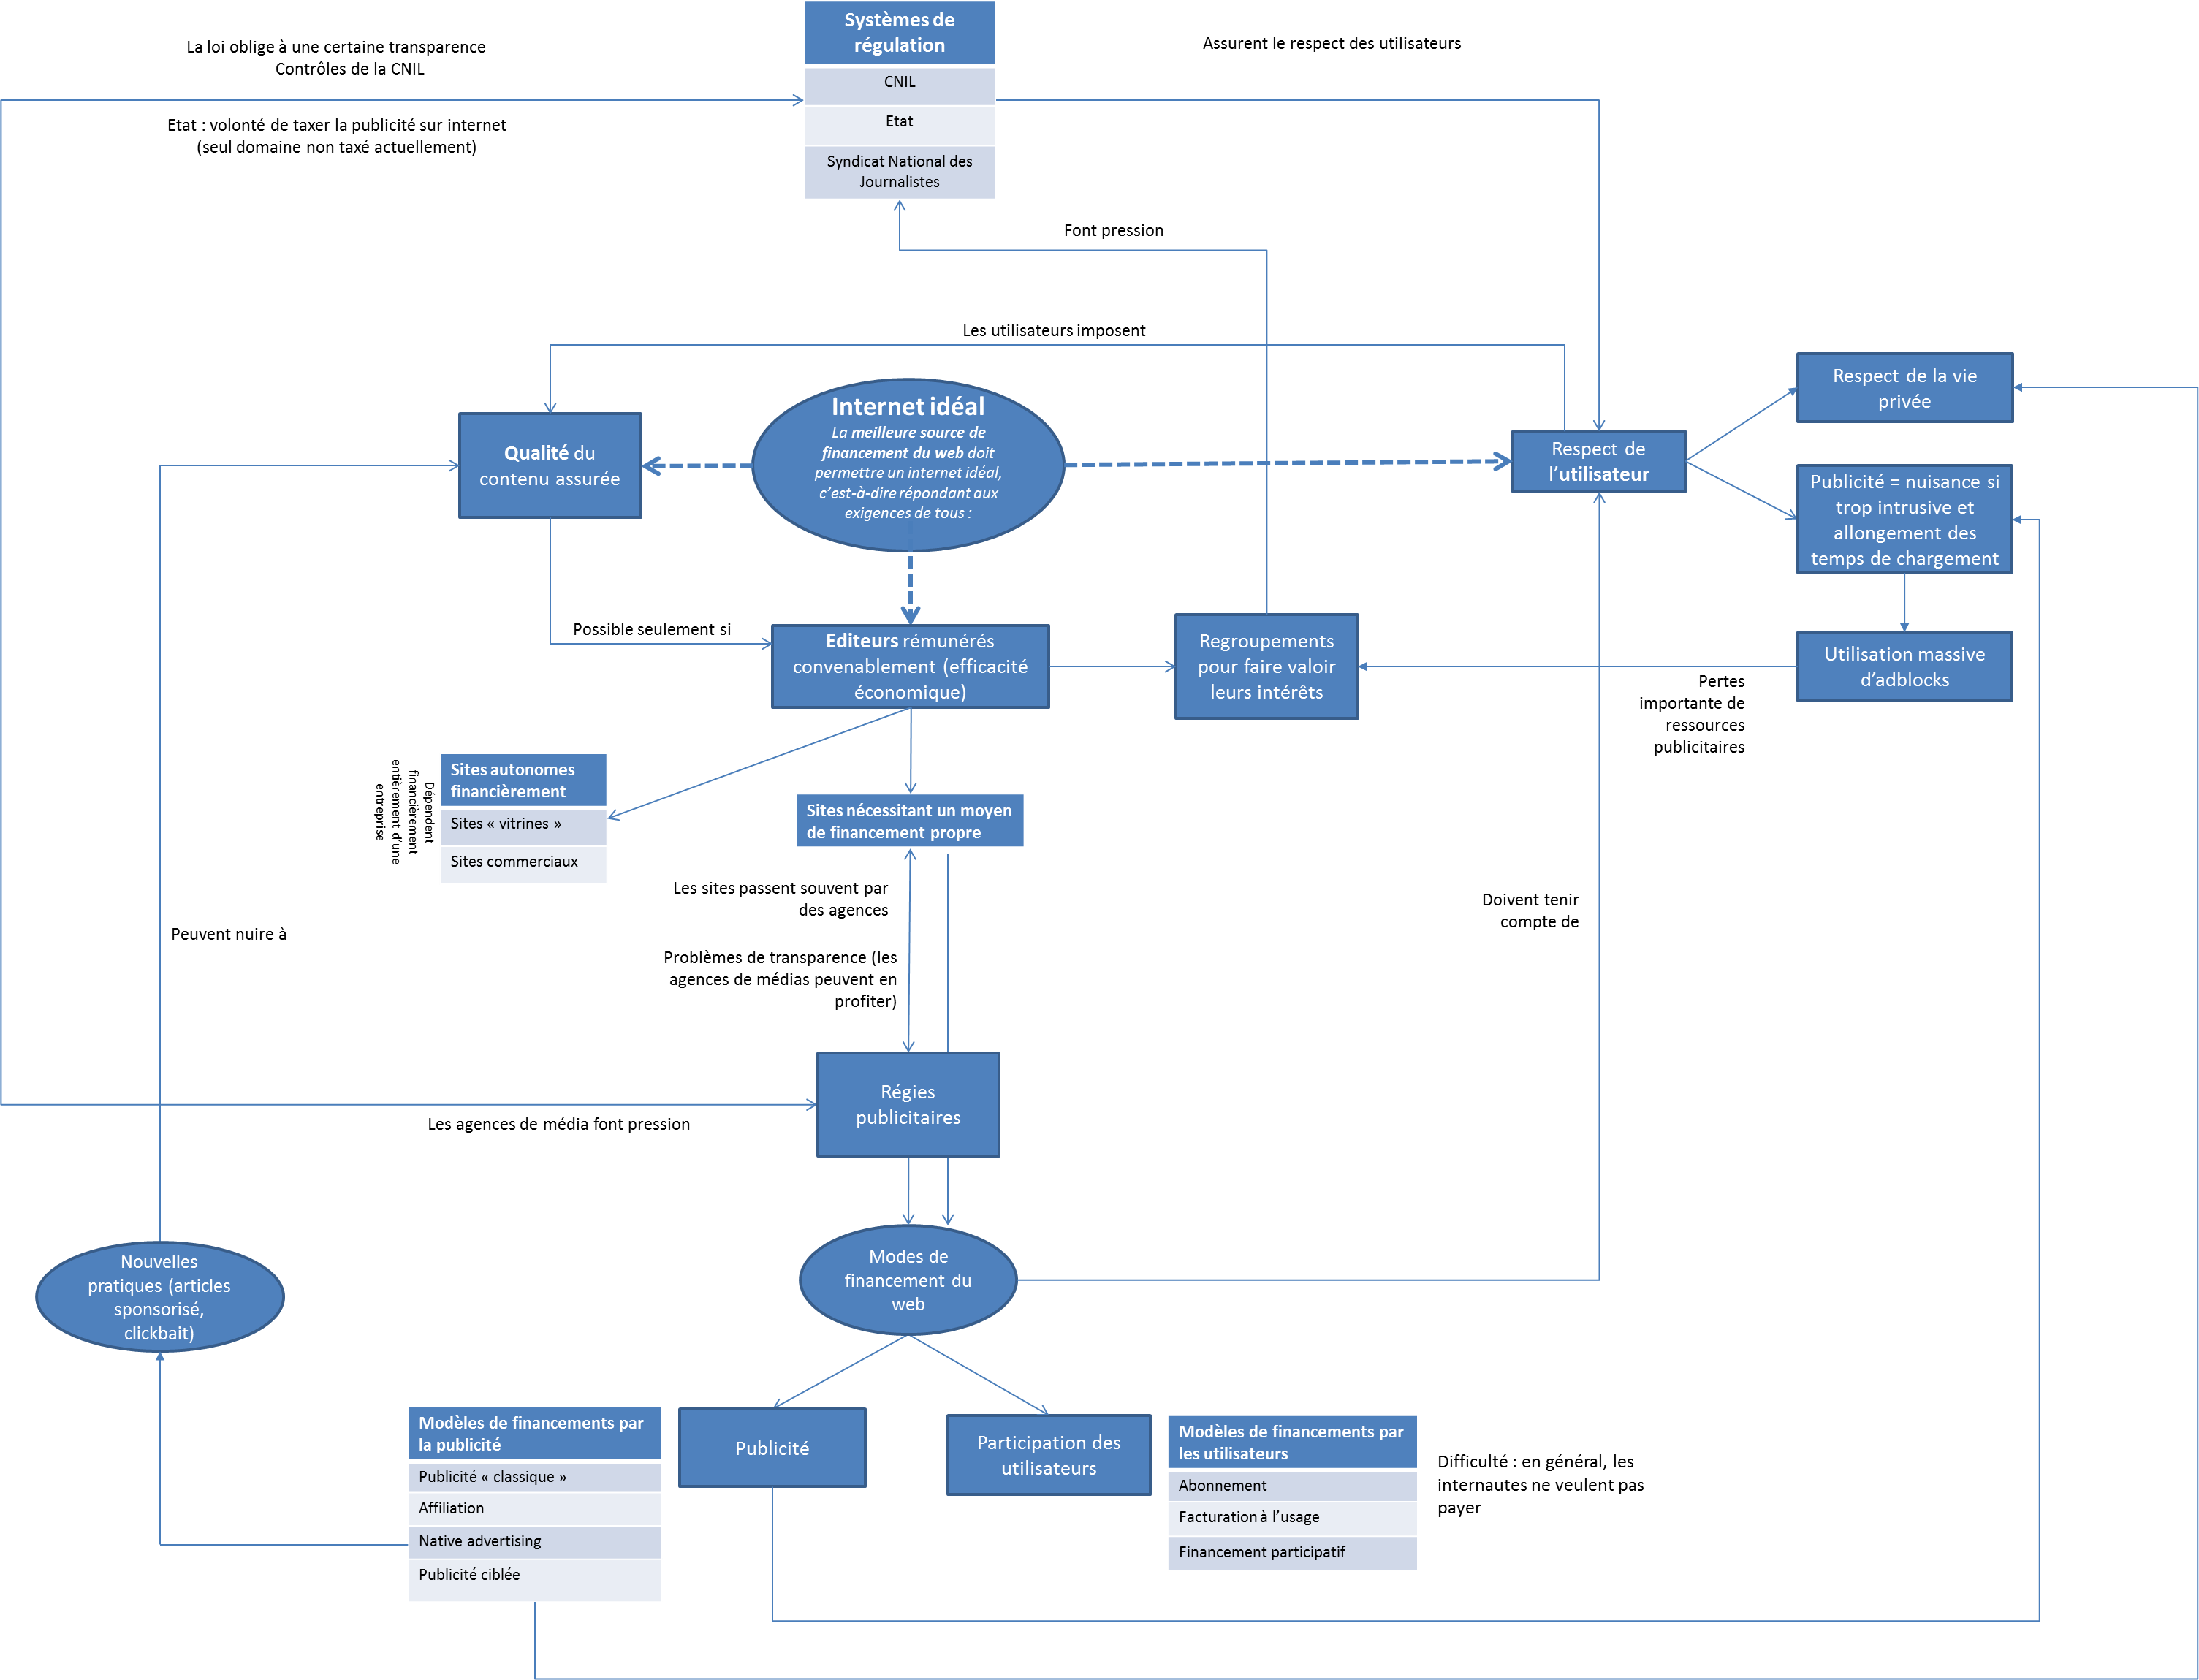 Systèmes de
régulation
CNIL
Etat
Syndicat National des
Journalistes
La loi oblige à une certaine transparence
Contrôles de la CNIL
Etat : volonté de taxer la publicité sur internet
(seul domaine non taxé actuellement)
Assurent le respect des utilisateurs
Font pression
Les utilisateurs imposent
Internet idéal
La meilleure source de
financement du web doit
permettre un internet idéal,
c'est-à-dire répondant aux
exigences de tous :
Qualité du
contenu assurée
Respect de
l'utilisateur
Respect de la vie
privée
Publicité = nuisance si
trop intrusive et
allongement des
temps de chargement
Utilisation massive
d'adblocks
Pertes
importante de
ressources
publicitaires
Possible seulement si
Editeurs rémunérés
convenablement (efficacité
économique)
Regroupements
pour faire valoir
leurs intérêts
Dépendent
financièrement
entièrement d'une
entreprise
Sites autonomes
financièrement
Sites « vitrines »
Sites commerciaux
Sites nécessitant un moyen
de financement propre
Les sites passent souvent par
des agences
Problèmes de transparence (les
agences de médias peuvent en
profiter)
Doivent tenir
compte de
Peuvent nuire à
Régies
publicitaires
Les agences de média font pression
Nouvelles
pratiques (articles
sponsorisé,
clickbait)
Modes de
financement du
web
Modèles de financements par
la publicité
Publicité « classique »
Affiliation
Native advertising
Publicité ciblée
Publicité
Participation des
utilisateurs
Modèles de financements par
les utilisateurs
Abonnement
Facturation à l'usage
Financement participatif
Difficulté : en général, les
internautes ne veulent pas
payer